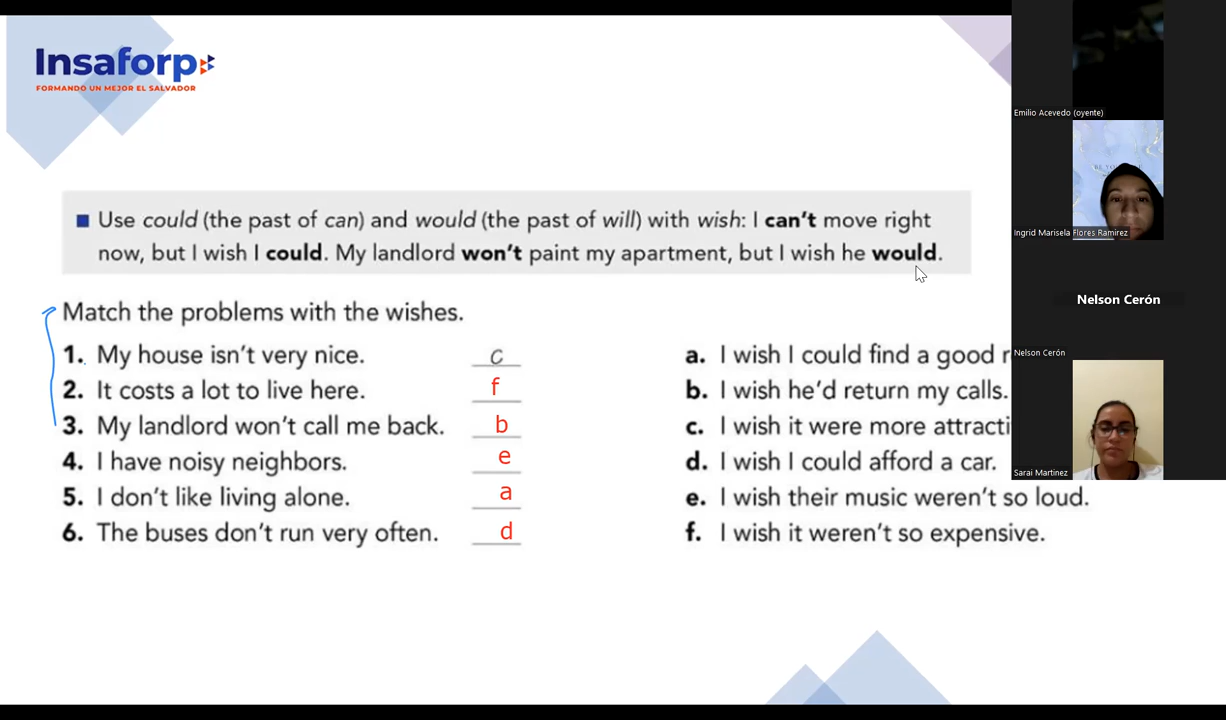 Insaforp
FORMANDO UN MEJOR EL SALVADOR
Use could (the past of can) and would (the past of will) with wish: I can't move right
now, but I wish I could. My landlord won't paint my apartment, but I wish he would.
Match the problems with the wishes.
1. My house isn't very nice. c
2. It costs a lot to live here. f
3. My landlord won't call me back. b
4. I have noisy neighbors. e
5. I don't like living alone. a
6. The buses don't run very often. d
a. I wish I could find a good
b. I wish he'd return my calls.
c. I wish it were more
d. I wish I could afford a car.
e. I wish their music weren't so loud.
f. I wish it weren't so expensive.
Emilio Acevedo (oyente)
Ingrid Marisela Flores Ramirez
Nelson Cerón
Nelson Cerón
Sarai Martinez